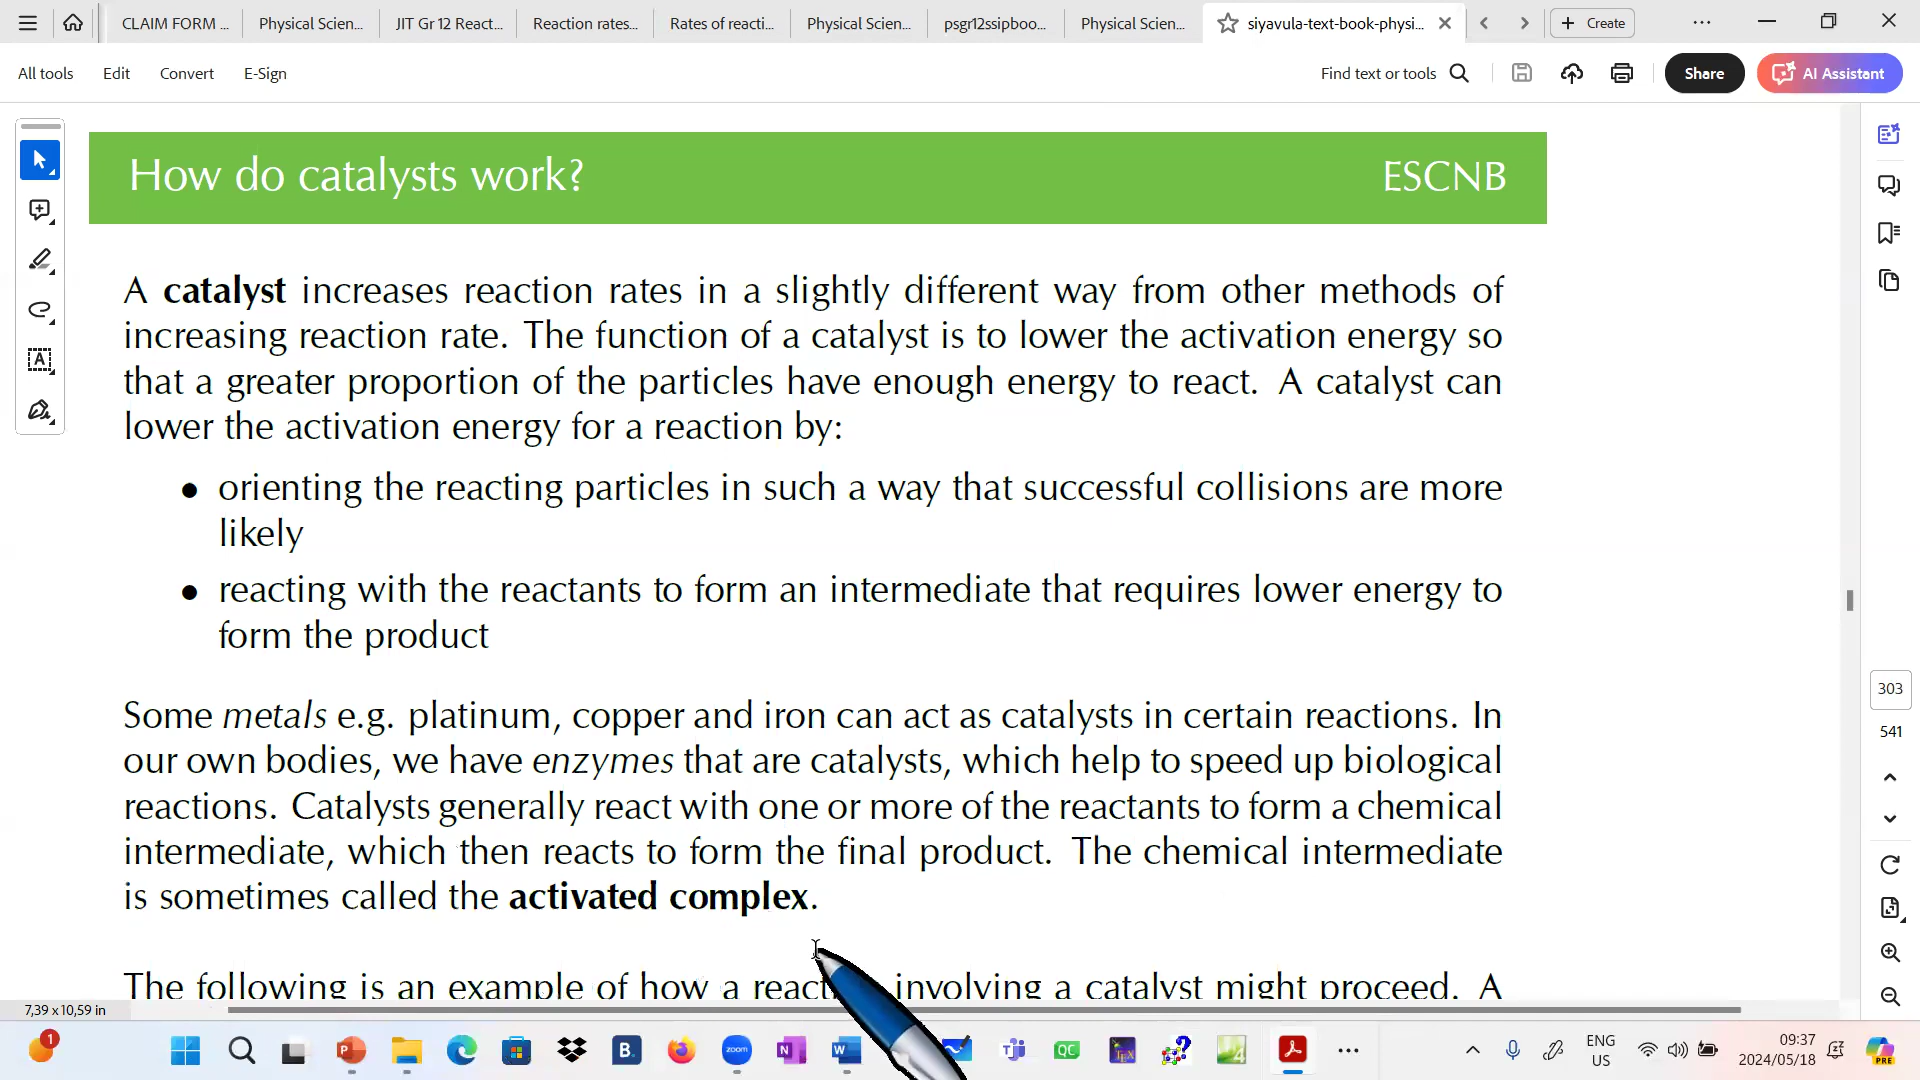 CLAIM FORM ...
Physical Scien...
JIT Gr 12 React...
Reaction rates...
Rates of reacti...
Physical Scien...
psgr12ssipboo...
Physical Scien...
siyavula-text-book-physi...
Create
All tools
Edit
Convert
E-Sign
Find text or tools
Share
AI Assistant
How do catalysts work?
ESCNB
A catalyst increases reaction rates in a slightly different way from other methods of
increasing reaction rate. The function of a catalyst is to lower the activation energy so
that a greater proportion of the particles have enough energy to react. A catalyst can
lower the activation energy for a reaction by:
• orienting the reacting particles in such a way that successful collisions are more
likely
• reacting with the reactants to form an intermediate that requires lower energy to
form the product
Some metals e.g. platinum, copper and iron can act as catalysts in certain reactions. In
our own bodies, we have enzymes that are catalysts, which help to speed up biological
reactions. Catalysts generally react with one or more of the reactants to form a chemical
intermediate, which then reacts to form the final product. The chemical intermediate
is sometimes called the activated complex.
The following is an example of how a involving a catalyst might proceed. A
303
541
7,39 x 10,59 in
1
ENG
US
09:37
2024/05/18